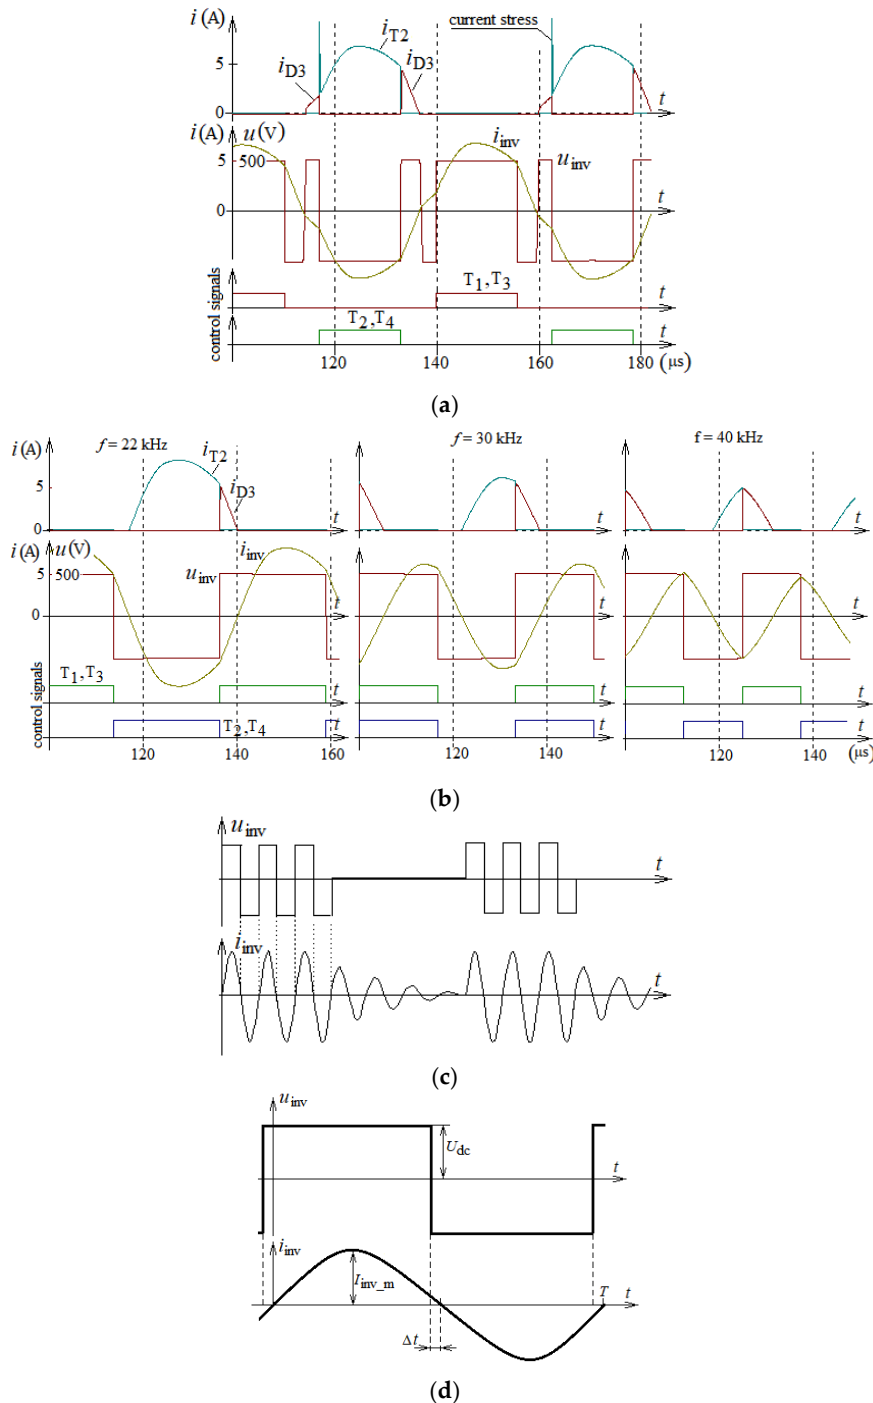 i (A)
current stress
iT2
iD3
iD3
5
0
t
i (A) u (V)
iinv
5 500
uinv
0
t
control signals
T1, T3
t
T2, T4
t
120 140 160 180 (μs)
(a)
i (A)
f = 22 kHz
f = 30 kHz
f = 40 kHz
iT2
5
iD3
0
t
t
t
i (A) u (V)
iinv
5 500
uinv
0
t
t
t
control signals
T1, T3
t
t
t
T2, T4
t
t
t
120 140 160
120 140
120 140 (μs)
(b)
uinv
t
iinv
t
(c)
uinv
Udc
t
iinv
Iinv_m
T
t
Δt
(d)